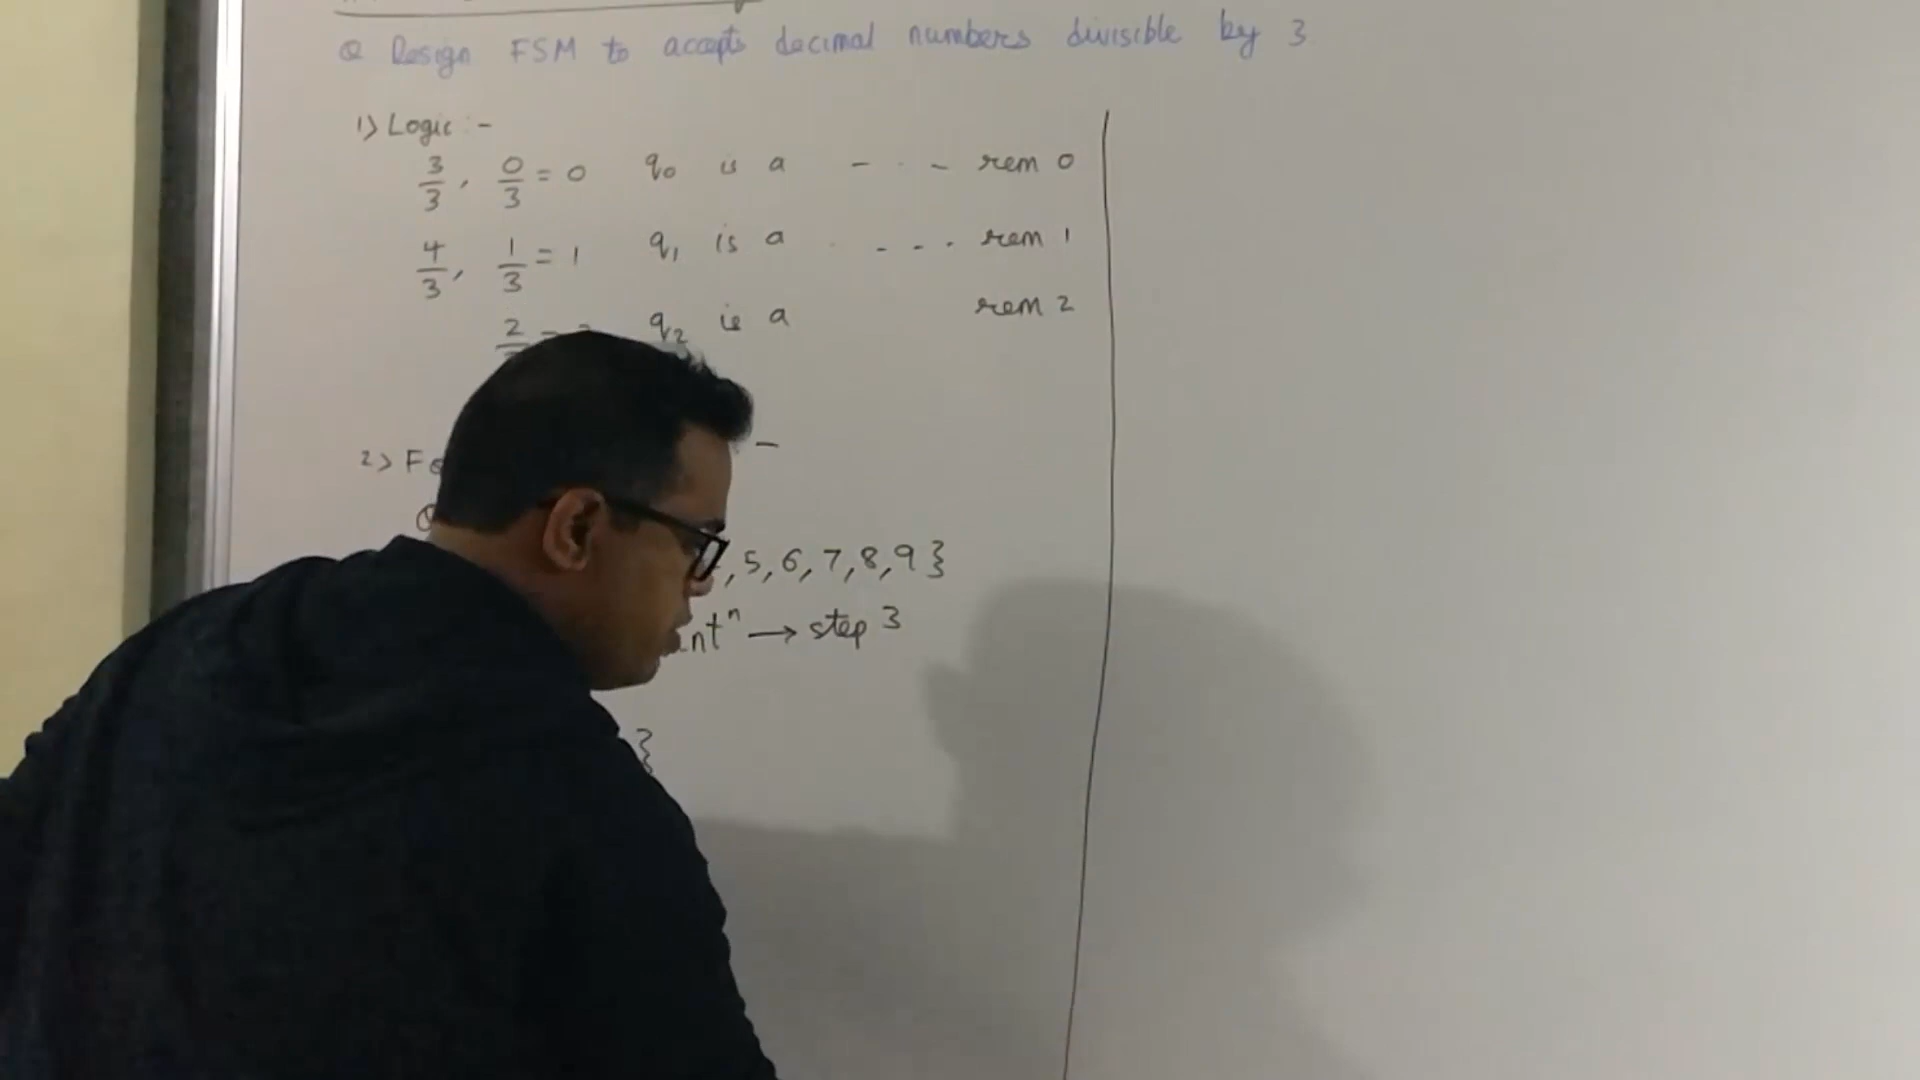 Q Design FSM to accepts decimal numbers divisible by 3
1) Logic :-
3/3, 0/3 = 0 q0 is a - - - rem 0
4/3, 1/3 = 1 q1 is a - - - rem 1
2 q2 is a rem 2
2) Fo -
Q
, 5, 6, 7, 8, 9 }
ntⁿ → step 3
}